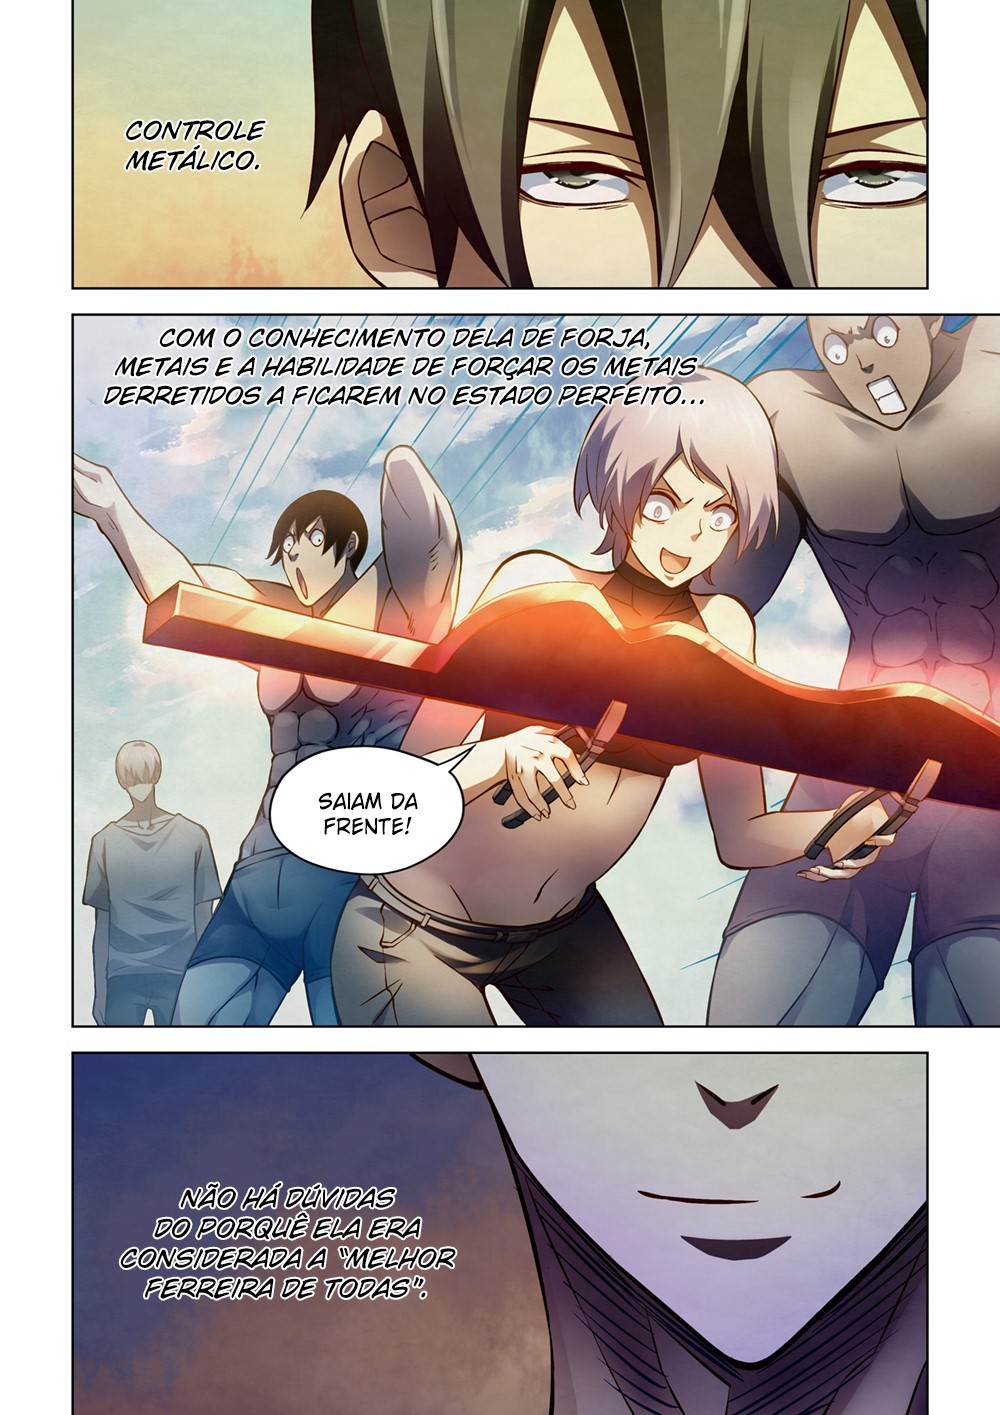 CONTROLE
METÁLICO.
COM O CONHECIMENTO DELA DE FORJA,
METAIS E A HABILIDADE DE FORÇAR OS METAIS
DERRETIDOS A FICAREM NO ESTADO PERFEITO...
SAIAM DA
FRENTE!
NÃO HÁ DÚVIDAS
DO PORQUÊ ELA ERA
CONSIDERADA A "MELHOR
FERREIRA DE TODAS".